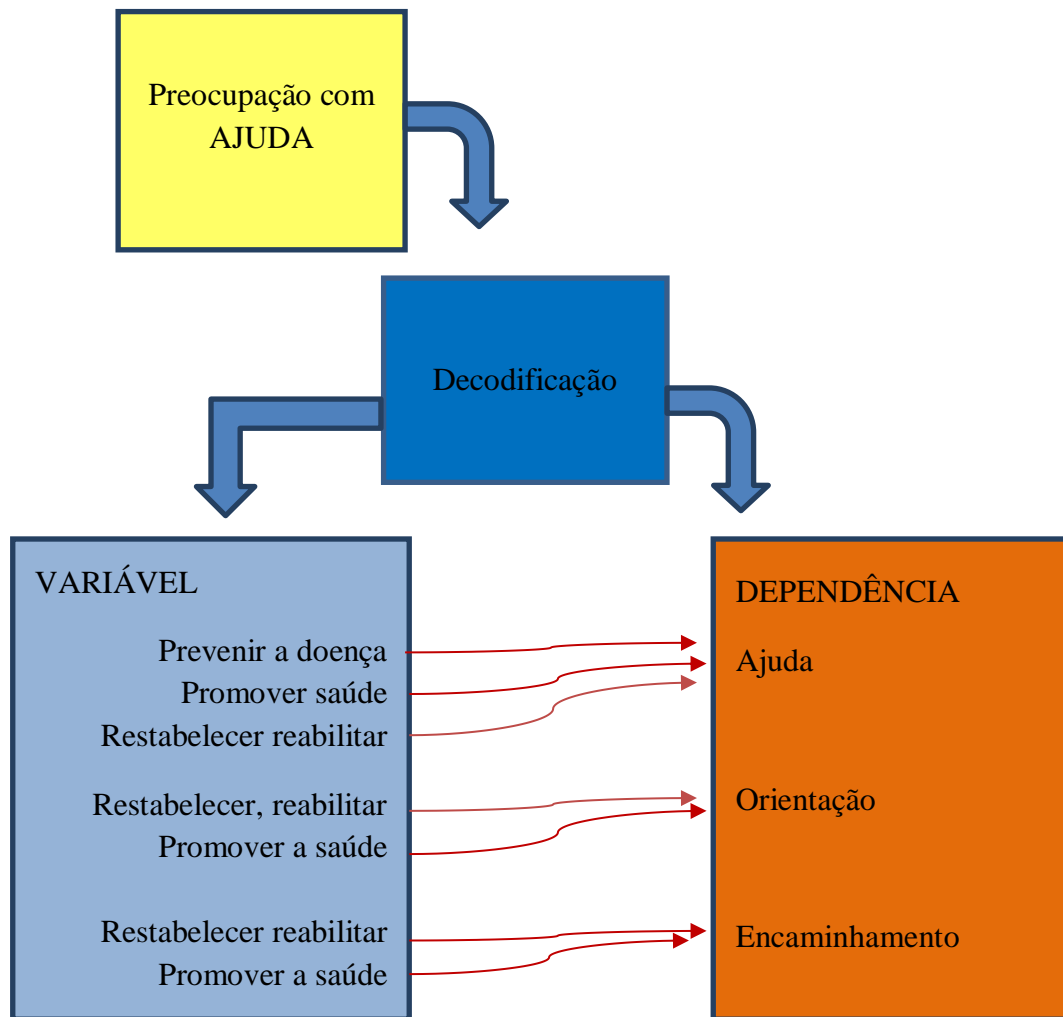 Preocupação com
AJUDA
Decodificação
VARIÁVEL
Prevenir a doença
Promover saúde
Restabelecer reabilitar
Restabelecer, reabilitar
Promover a saúde
Restabelecer reabilitar
Promover a saúde
DEPENDÊNCIA
Ajuda
Orientação
Encaminhamento